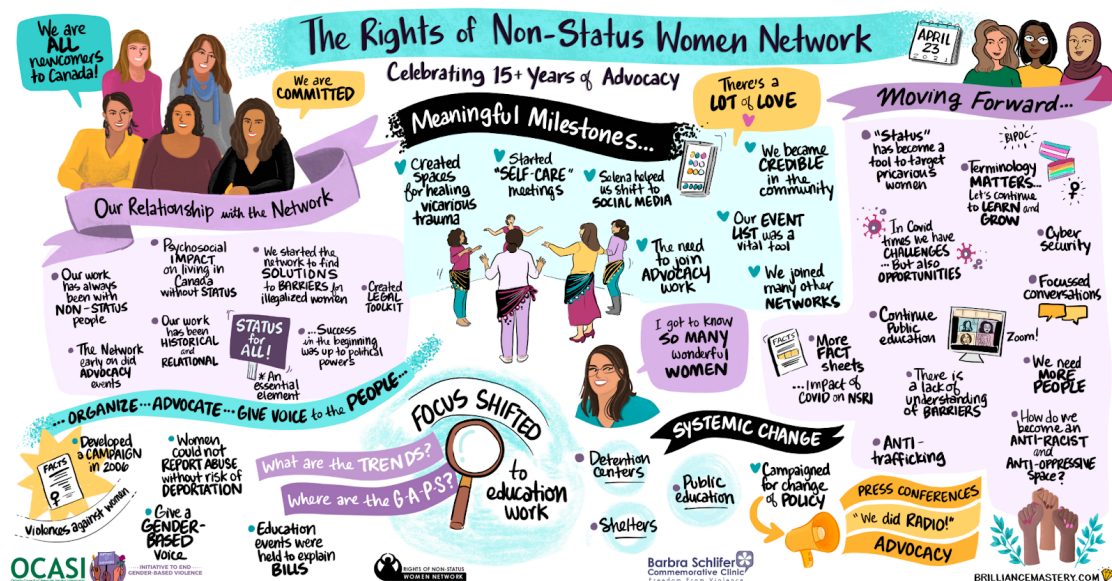 We are
ALL
newcomers
to Canada!
We are
COMMITTED
The Rights of Non-Status Women Network
Celebrating 15+ Years of Advocacy
APRIL
23
Our Relationship with the Network
Our work
has always
been with
NON-STATUS
people
The Network
early on did
ADVOCACY
events
Psychosocial
IMPACT
on living in
Canada
without STATUS
Our work
has been
HISTORICAL
and
RELATIONAL
We started the
network to find
SOLUTIONS
to BARRIERS for
illegalized women
STATUS
for
ALL!
* An
essential
element
...Success
in the beginning
was up to political
powers
Created
LEGAL
TOOLKIT
Meaningful Milestones...
Created
spaces
for healing
vicarious
trauma
Started
"SELF-CARE"
meetings
Selena helped
us shift to
SOCIAL MEDIA
The need
to join
ADVOCACY
work
There's a
LOT of LOVE
We became
CREDIBLE
in the
community
Our EVENT
LIST was a
vital tool
We joined
many other
NETWORKS
I got to know
SO MANY
wonderful
WOMEN
Moving Forward...
"Status"
has become a
tool to target
pricarious
women
BIPOC
Terminology
MATTERS...
Let's continue
to LEARN and
GROW
In Covid
times we have
CHALLENGES
... But also
OPPORTUNITIES
Cyber
security
Focussed
conversations
Continue
Public
education
Zoom!
FACTS
More
FACT
sheets
...Impact of
COVID on NSRI
There is
a lack of
understanding
of BARRIERS
We need
MORE
PEOPLE
ANTI-
trafficking
How do we
become an
ANTI-RACIST
and
ANTI-OPPRESSIVE
Space?
...ORGANIZE...ADVOCATE...GIVE VOICE to the PEOPLE...
FACTS
Violences against women
Developed
a CAMPAIGN
in 2006
Women
could not
REPORT ABUSE
without risk of
DEPORTATION
Give a
GENDER-
BASED
Voice
Education
events were
held to explain
BILLS
FOCUS SHIFTED
to
education
work
What are the TRENDS?
Where are the G-A-P-S?
SYSTEMIC CHANGE
Detention
Centers
Public
education
Shelters
Campaigned
for change
of POLICY
PRESS CONFERENCES
"We did RADIO!"
ADVOCACY
OCASI
INITIATIVE TO END
GENDER-BASED VIOLENCE
RIGHTS OF NON-STATUS
WOMEN NETWORK
Barbra Schlifer
Commemorative Clinic
Freedom From Violence
BRILLIANCEMASTERY.COM